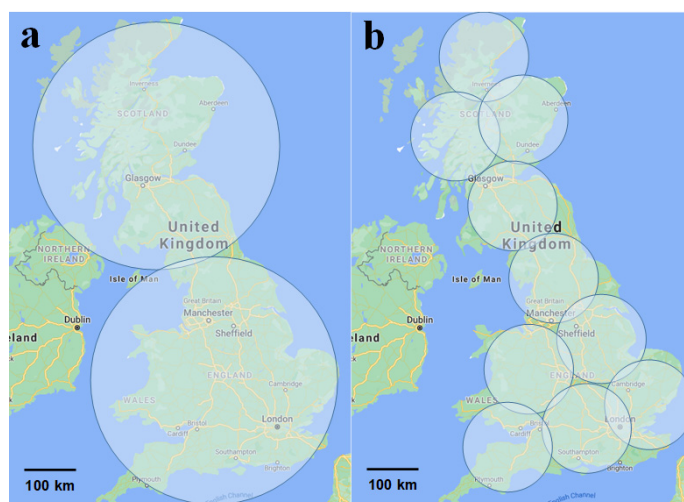 a
Inverness
Aberdeen
SCOTLAND
Dundee
Glasgow
United
Kingdom
NORTHERN
IRELAND
Isle of Man
Great Britain
Manchester
Dublin
Sheffield
eland
ENGLAND
Cambridge
WALES
London
Bristol
Cardiff
Southampton
Brighton
Plymouth
100 km
b
Inverness
Aberdeen
SCOTLAND
Dundee
Glasgow
United
Kingdom
NORTHERN
IRELAND
Isle of Man
Great Britain
Manchester
Dublin
Sheffield
eland
ENGLAND
Cambridge
WALES
London
Bristol
Cardiff
Southampton
Brighton
Plymouth
100 km
English Channel